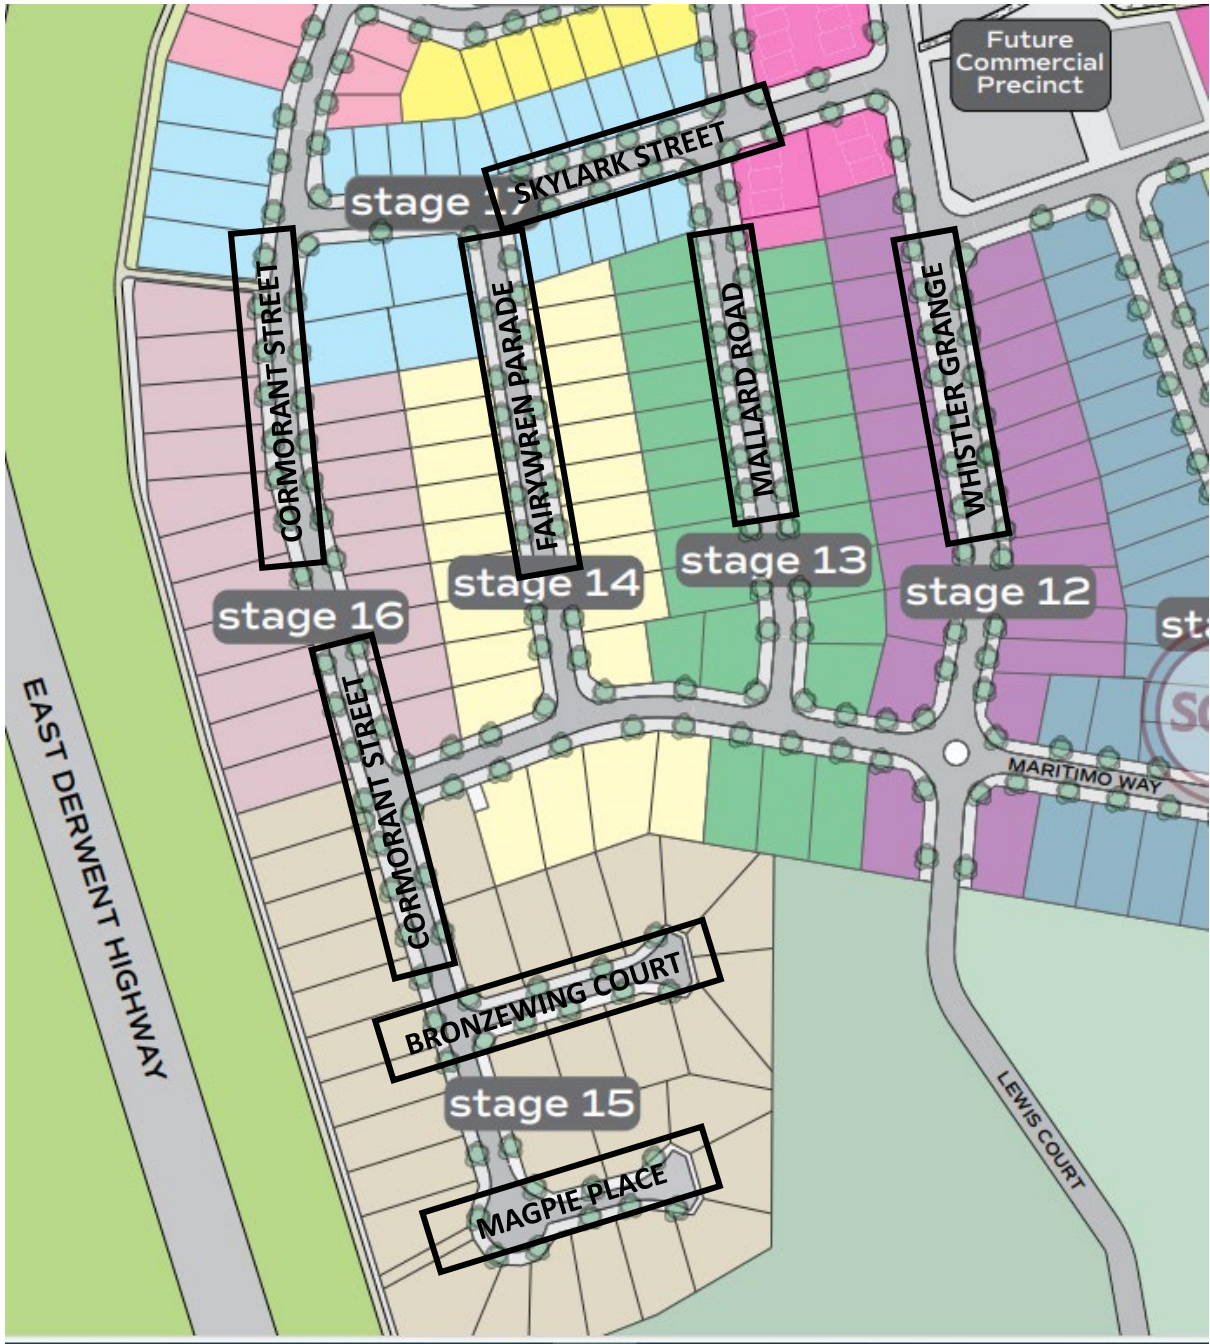 Future
Commercial
Precinct
SKYLARK STREET
stage 17
CORMORANT STREET
FAIRYWREN PARADE
MALLARD ROAD
WHISTLER GRANGE
stage 13
stage 14
stage 12
stage 16
sta
SO
EAST DERWENT HIGHWAY
CORMORANT STREET
MARITIMO WAY
BRONZEWING COURT
stage 15
LEWIS COURT
MAGPIE PLACE